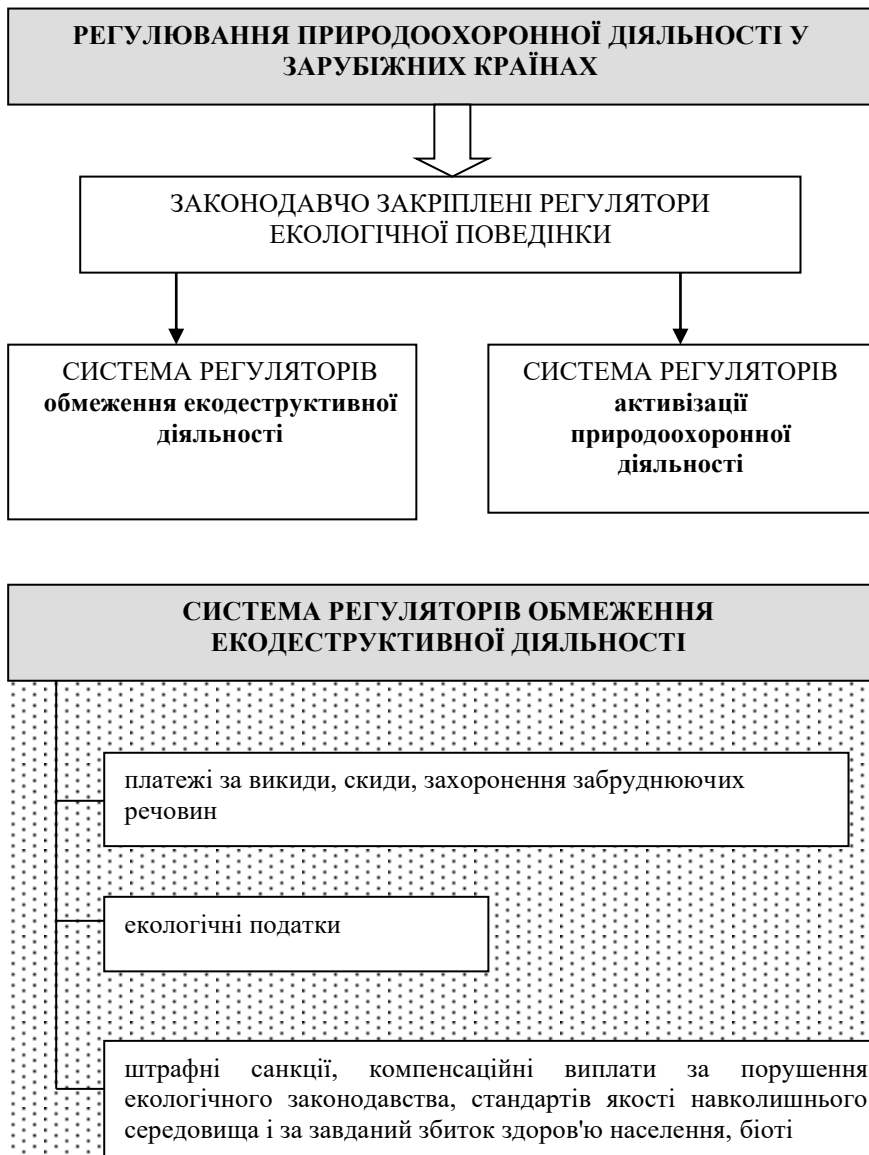 РЕГУЛЮВАННЯ ПРИРОДООХОРОННОЇ ДІЯЛЬНОСТІ У
ЗАРУБІЖНИХ КРАЇНАХ
ЗАКОНОДАВЧО ЗАКРІПЛЕНІ РЕГУЛЯТОРИ
ЕКОЛОГІЧНОЇ ПОВЕДІНКИ
СИСТЕМА РЕГУЛЯТОРІВ
обмеження екодеструктивної
діяльності
СИСТЕМА РЕГУЛЯТОРІВ
активізації
природоохоронної
діяльності
СИСТЕМА РЕГУЛЯТОРІВ ОБМЕЖЕННЯ
ЕКОДЕСТРУКТИВНОЇ ДІЯЛЬНОСТІ
платежі за викиди, скиди, захоронення забруднюючих
речовин
екологічні податки
штрафні санкції, компенсаційні виплати за порушення
екологічного законодавства, стандартів якості навколишнього
середовища і за завданий збиток здоров'ю населення, біоті